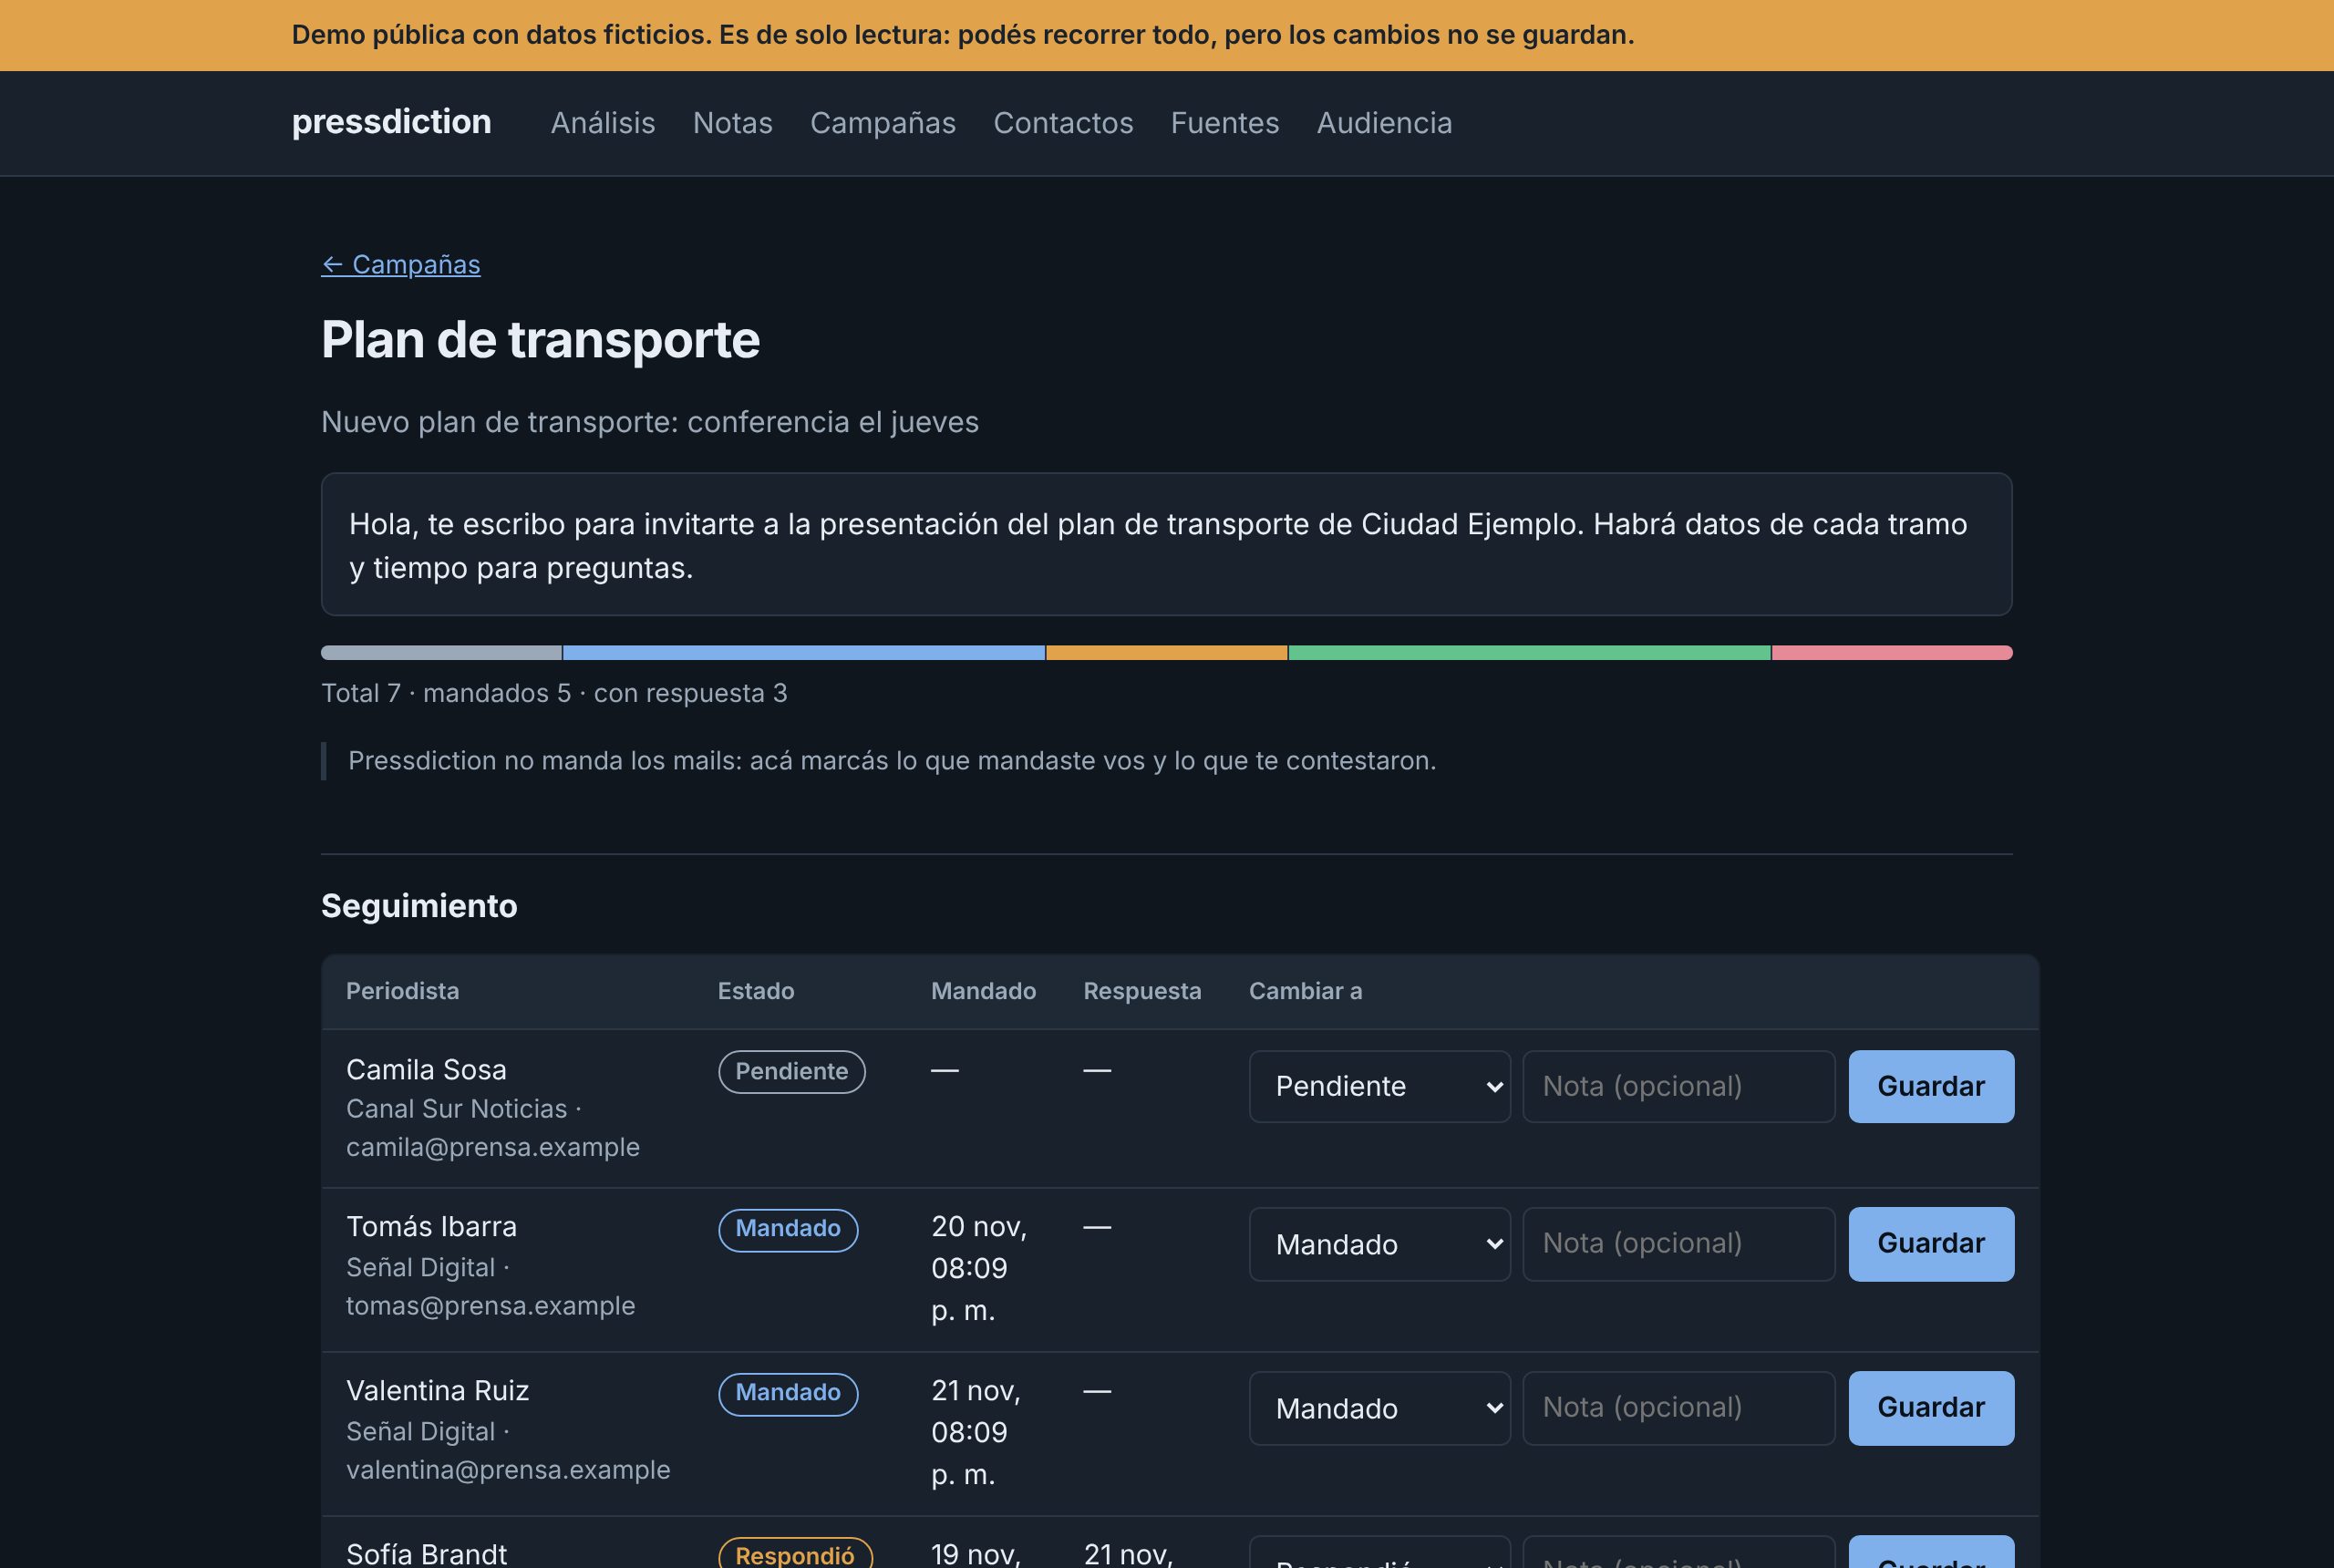 Demo pública con datos ficticios. Es de solo lectura: podés recorrer todo, pero los cambios no se guardan.
pressdiction Análisis Notas Campañas Contactos Fuentes Audiencia
← Campañas
Plan de transporte
Nuevo plan de transporte: conferencia el jueves
Hola, te escribo para invitarte a la presentación del plan de transporte de Ciudad Ejemplo. Habrá datos de cada tramo
y tiempo para preguntas.
Total 7 · mandados 5 · con respuesta 3
Pressdiction no manda los mails: acá marcás lo que mandaste vos y lo que te contestaron.
Seguimiento
Periodista Estado Mandado Respuesta Cambiar a
Camila Sosa Pendiente — — Pendiente Nota (opcional) Guardar
Canal Sur Noticias ·
camila@prensa.example
Tomás Ibarra Mandado 20 nov, — Mandado Nota (opcional) Guardar
Señal Digital · 08:09
tomas@prensa.example p. m.
Valentina Ruiz Mandado 21 nov, — Mandado Nota (opcional) Guardar
Señal Digital · 08:09
valentina@prensa.example p. m.
Sofía Brandt Respondió 19 nov, 21 nov, Respondió Nota (opcional) Guardar